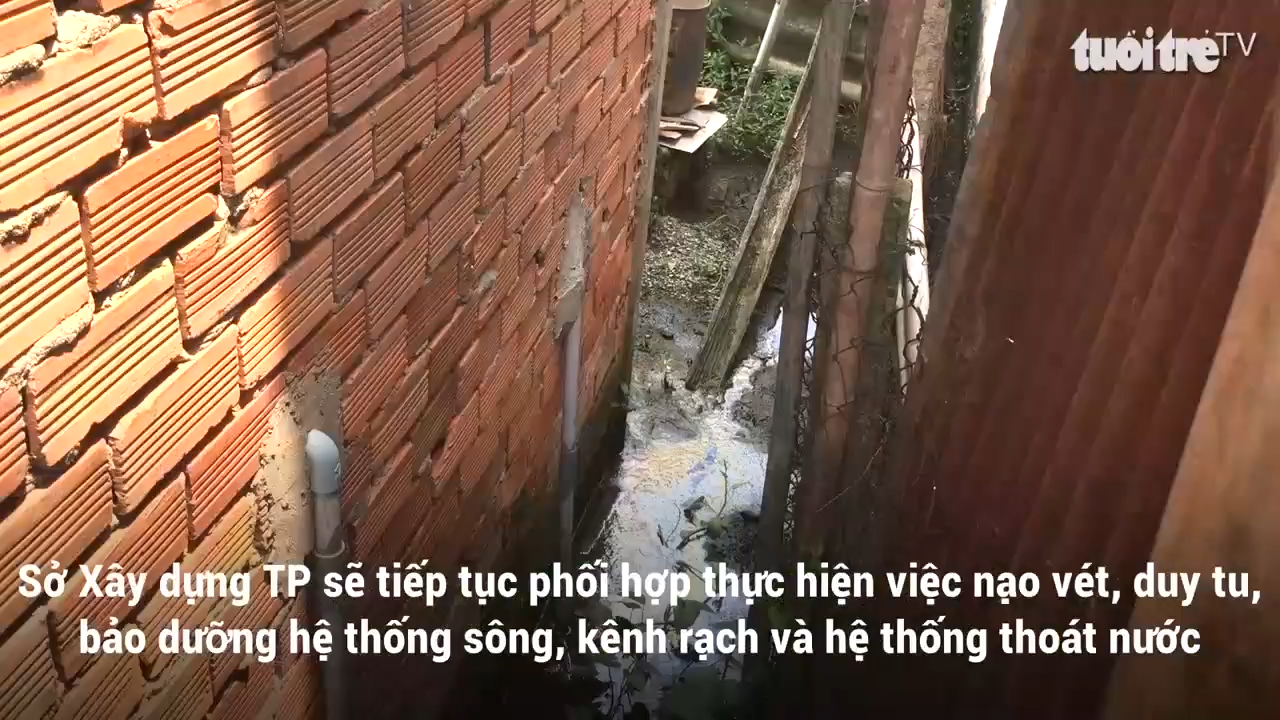 tuổi trẻ TV
Sở Xây dựng TP sẽ tiếp tục phối hợp thực hiện việc nạo vét, duy tu,
bảo dưỡng hệ thống sông, kênh rạch và hệ thống thoát nước